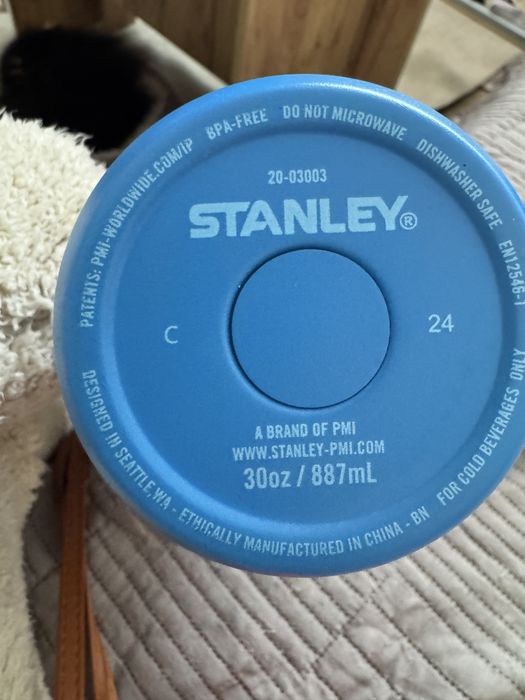 PATENTS: PMI-WORLDWIDE.COM/IP BPA-FREE DO NOT MICROWAVE DISHWASHER SAFE EN12546-1
20-03003
STANLEY®
C
24
A BRAND OF PMI
WWW.STANLEY-PMI.COM
30oz / 887mL
DESIGNED IN SEATTLE,WA - ETHICALLY MANUFACTURED IN CHINA - BN FOR COLD BEVERAGES ONLY